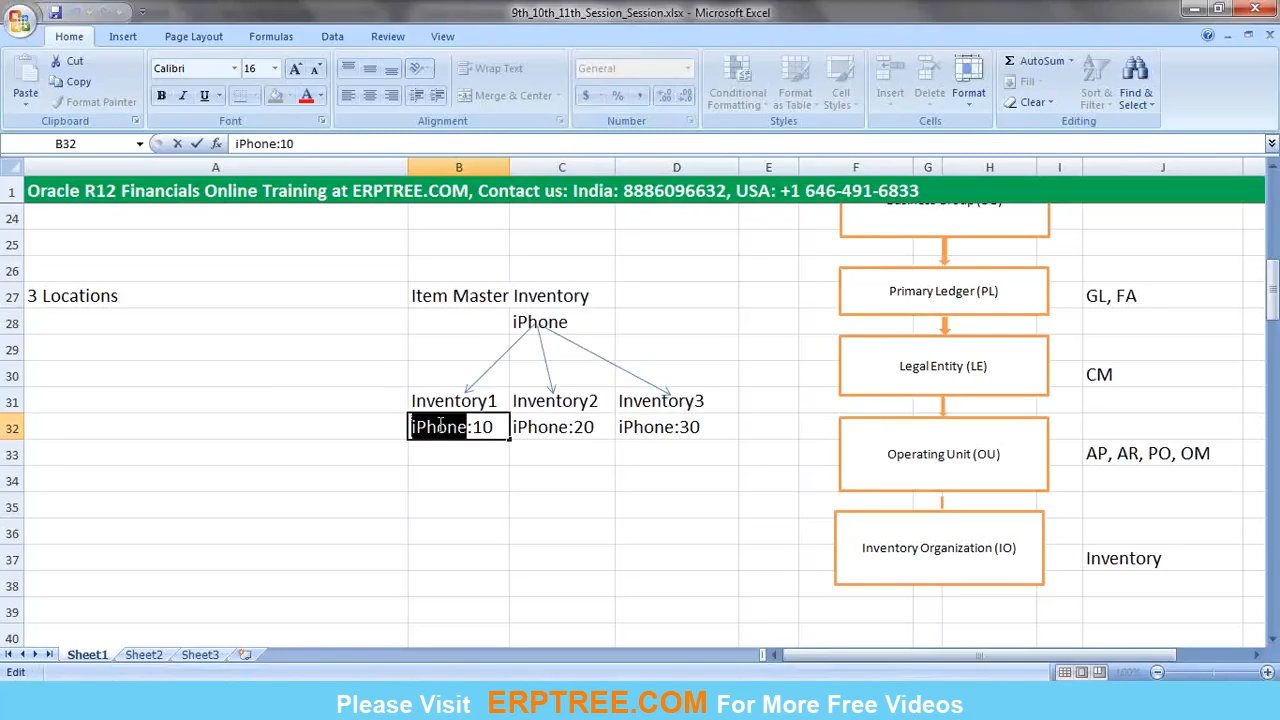 9th_10th_11th_Session_Session.xlsx - Microsoft Excel
Home Insert Page Layout Formulas Data Review View
Paste
Cut
Copy
Format Painter
Clipboard
Calibri 16
B I U
Font
Wrap Text
Merge & Center
Alignment
General
$ % ,
Number
Conditional Formatting
Format as Table
Cell Styles
Styles
Insert
Delete
Format
Cells
AutoSum
Fill
Clear
Sort & Filter
Find & Select
Editing
B32 fx iPhone:10
A B C D E F G H I J
1 Oracle R12 Financials Online Training at ERPTREE.COM, Contact us: India: 8886096632, USA: +1 646-491-6833
24
25
26
Primary Ledger (PL)
27 3 Locations Item Master Inventory GL, FA
28 iPhone
29
Legal Entity (LE)
30 CM
31 Inventory1 Inventory2 Inventory3
32 iPhone:10 iPhone:20 iPhone:30
33 Operating Unit (OU) AP, AR, PO, OM
34
35
36
Inventory Organization (IO)
37 Inventory
38
39
40
Sheet1 Sheet2 Sheet3
Edit 100%
Please Visit ERPTREE.COM For More Free Videos